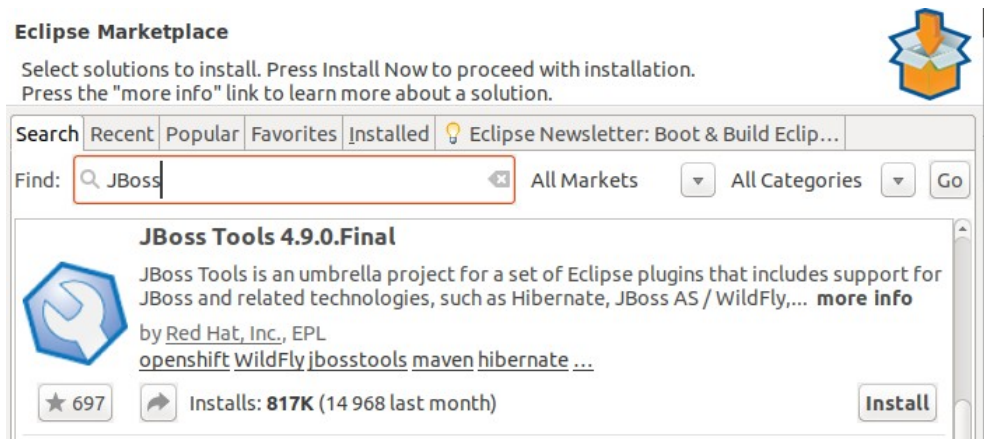 Eclipse Marketplace
Select solutions to install. Press Install Now to proceed with installation.
Press the "more info" link to learn more about a solution.
Search Recent Popular Favorites Installed Eclipse Newsletter: Boot & Build Eclip...
Find: JBoss All Markets All Categories Go
JBoss Tools 4.9.0.Final
JBoss Tools is an umbrella project for a set of Eclipse plugins that includes support for
JBoss and related technologies, such as Hibernate, JBoss AS / WildFly,... more info
by Red Hat, Inc., EPL
openshift WildFly jbosstools maven hibernate ...
697 Installs: 817K (14 968 last month) Install